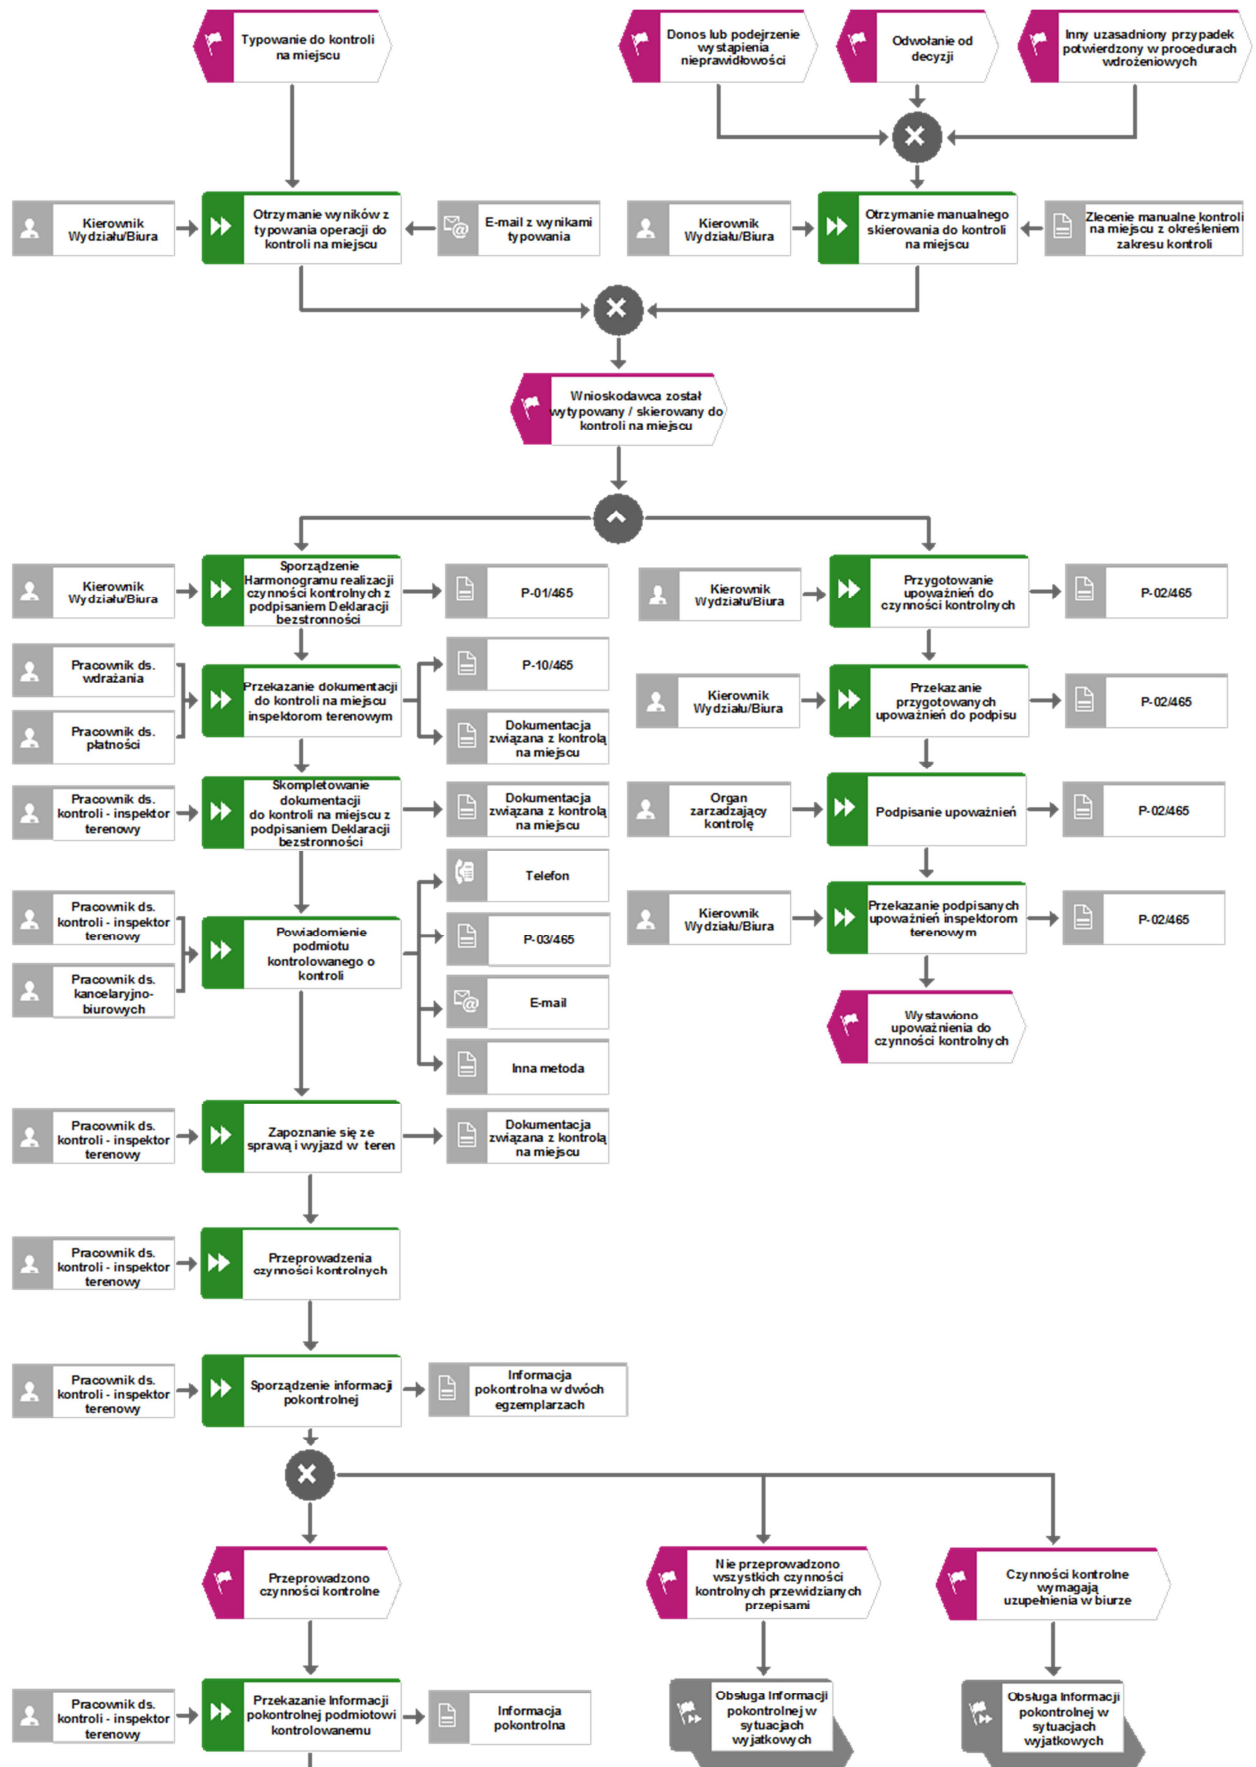 Typowanie do kontroli
na miejscu
Donos lub podejrzenie
wystąpienia
nieprawidłowości
Odwołanie od
decyzji
Inny uzasadniony przypadek
potwierdzony w procedurach
wdrożeniowych
Kierownik
Wydziału/Biura
Otrzymanie wyników z
typowania operacji do
kontroli na miejscu
E-mail z wynikami
typowania
Kierownik
Wydziału/Biura
Otrzymanie manualnego
skierowania do kontroli
na miejscu
Zlecenie manualne kontroli
na miejscu z określeniem
zakresu kontroli
Wnioskodawca został
wytypowany / skierowany do
kontroli na miejscu
Kierownik
Wydziału/Biura
Sporządzenie
Harmonogramu realizacji
czynności kontrolnych z
podpisaniem Deklaracji
bezstronności
P-01/465
Kierownik
Wydziału/Biura
Przygotowanie
upoważnień do
czynności kontrolnych
P-02/465
Pracownik ds.
wdrażania
Pracownik ds.
płatności
Przekazanie dokumentacji
do kontroli na miejscu
inspektorom terenowym
P-10/465
Dokumentacja
związana z kontrolą
na miejscu
Kierownik
Wydziału/Biura
Przekazanie
przygotowanych
upoważnień do podpisu
P-02/465
Pracownik ds.
kontroli - inspektor
terenowy
Skompletowanie
dokumentacji
do kontroli na miejscu z
podpisaniem Deklaracji
bezstronności
Dokumentacja
związana z kontrolą
na miejscu
Organ
zarzadzający
kontrolę
Podpisanie upoważnień
P-02/465
Pracownik ds.
kontroli - inspektor
terenowy
Pracownik ds.
kancelaryjno-
biurowych
Powiadomienie
podmiotu
kontrolowanego o
kontroli
Telefon
P-03/465
E-mail
Inna metoda
Kierownik
Wydziału/Biura
Przekazanie podpisanych
upoważnień inspektorom
terenowym
P-02/465
Wystawiono
upoważnienia do
czynności kontrolnych
Pracownik ds.
kontroli - inspektor
terenowy
Zapoznanie się ze
sprawą i wyjazd w teren
Dokumentacja
związana z kontrolą
na miejscu
Pracownik ds.
kontroli - inspektor
terenowy
Przeprowadzenia
czynności kontrolnych
Pracownik ds.
kontroli - inspektor
terenowy
Sporządzenie informacji
pokontrolnej
Informacja
pokontrolna w dwóch
egzemplarzach
Przeprowadzono
czynności kontrolne
Nie przeprowadzono
wszystkich czynności
kontrolnych przewidzianych
przepisami
Czynności kontrolne
wymagają
uzupełnienia w biurze
Pracownik ds.
kontroli - inspektor
terenowy
Przekazanie Informacji
pokontrolnej podmiotowi
kontrolowanemu
Informacja
pokontrolna
Obsługa Informacji
pokontrolnej w
sytuacjach
wyjatkowych
Obsługa Informacji
pokontrolnej w
sytuacjach
wyjatkowych